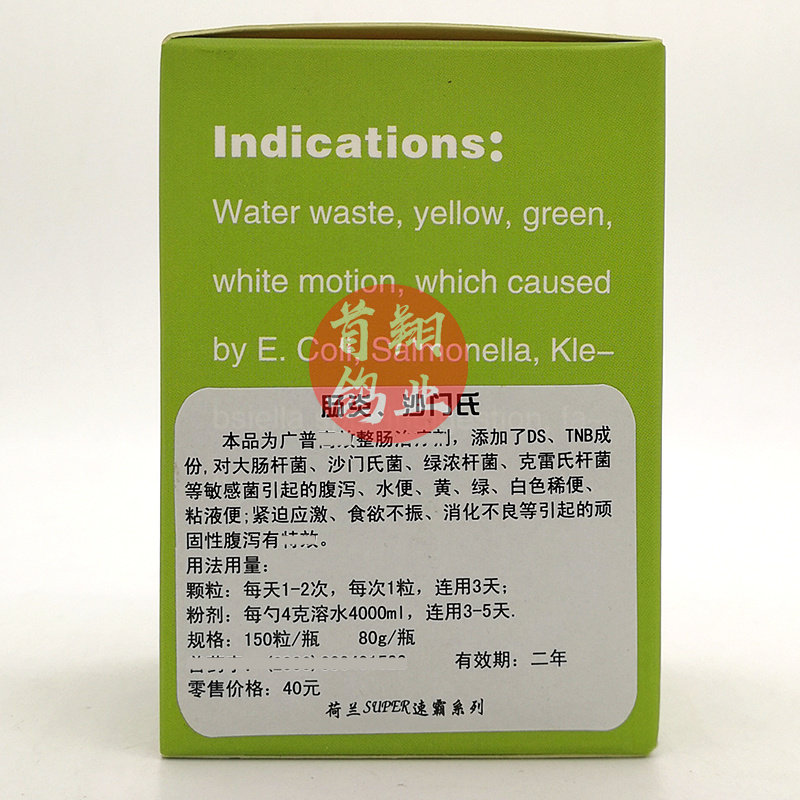 Indications:
Water waste, yellow, green,
white motion, which caused
by E. Coli, Salmonella, Kle–
首翔
鸽业
肠炎、沙门氏
本品为广普高效整肠治疗剂，添加了DS、TNB成
份,对大肠杆菌、沙门氏菌、绿浓杆菌、克雷氏杆菌
等敏感菌引起的腹泻、水便、黄、绿、白色稀便、
粘液便;紧迫应激、食欲不振、消化不良等引起的顽
固性腹泻有特效。
用法用量：
颗粒：每天1-2次，每次1粒，连用3天；
粉剂：每勺4克溶水4000ml，连用3-5天.
规格：150粒/瓶 80g/瓶
有效期：二年
零售价格：40元
荷兰SUPER速霸系列